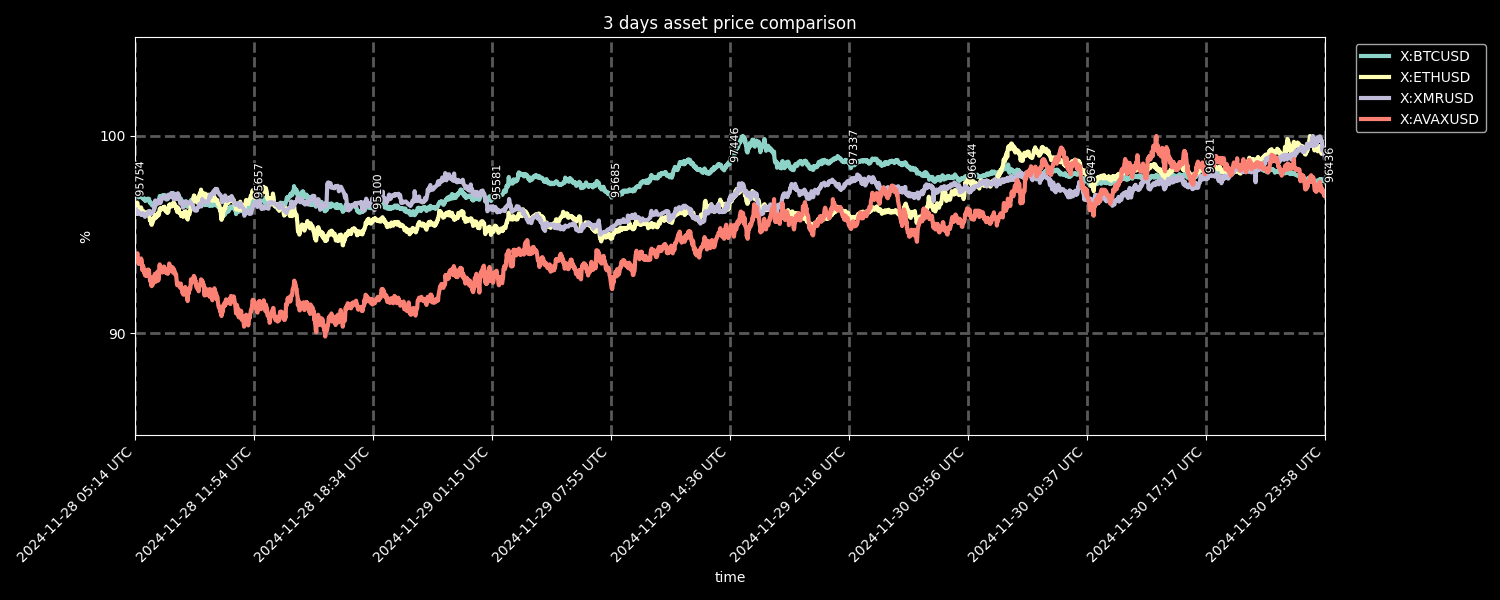 3 days asset price comparison
X:BTCUSD
X:ETHUSD
X:XMRUSD
X:AVAXUSD
100
90
%
95754
95657
95100
95581
95685
97446
97337
96644
96457
96921
96436
2024-11-28 05:14 UTC
2024-11-28 11:54 UTC
2024-11-28 18:34 UTC
2024-11-29 01:15 UTC
2024-11-29 07:55 UTC
2024-11-29 14:36 UTC
2024-11-29 21:16 UTC
2024-11-30 03:56 UTC
2024-11-30 10:37 UTC
2024-11-30 17:17 UTC
2024-11-30 23:58 UTC
time